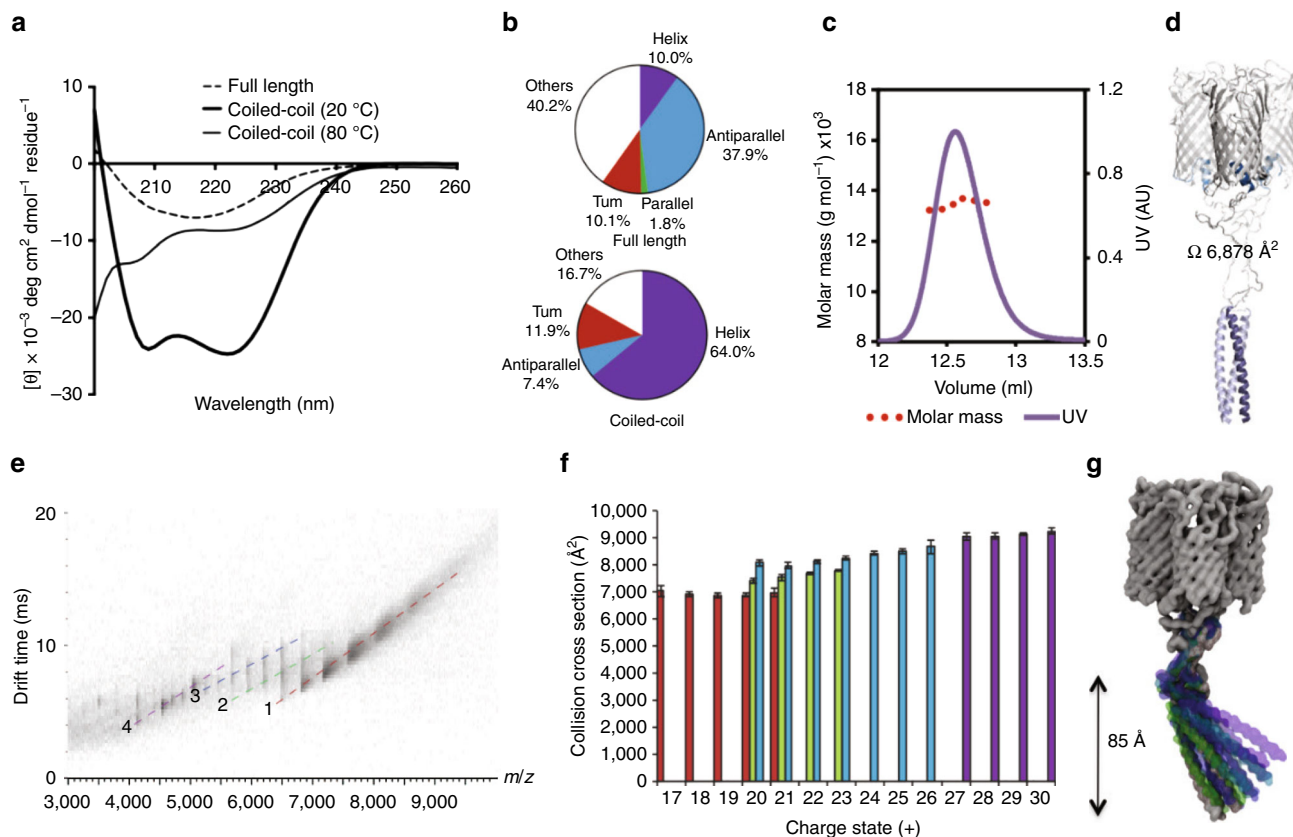 a
[θ] × 10⁻³ deg cm² dmol⁻¹ residue⁻¹
10
0
−10
−20
−30
210
220
230
240
250
260
Full length
Coiled-coil (20 °C)
Coiled-coil (80 °C)
Wavelength (nm)
b
Helix
10.0%
Others
40.2%
Antiparallel
37.9%
Tum
10.1%
Parallel
1.8%
Full length
Others
16.7%
Tum
11.9%
Antiparallel
7.4%
Helix
64.0%
Coiled-coil
c
Molar mass (g mol⁻¹) x10³
18
16
14
12
10
8
12
12.5
13
13.5
1.2
0.8
0.4
0
UV (AU)
Volume (ml)
Molar mass
UV
d
Ω 6,878 Å²
e
Drift time (ms)
20
10
0
4
3
2
1
m/z
3,000
4,000
5,000
6,000
7,000
8,000
9,000
f
Collision cross section (Å²)
10,000
9,000
8,000
7,000
6,000
5,000
4,000
3,000
2,000
1,000
0
17 18 19 20 21 22 23 24 25 26 27 28 29 30
Charge state (+)
g
85 Å